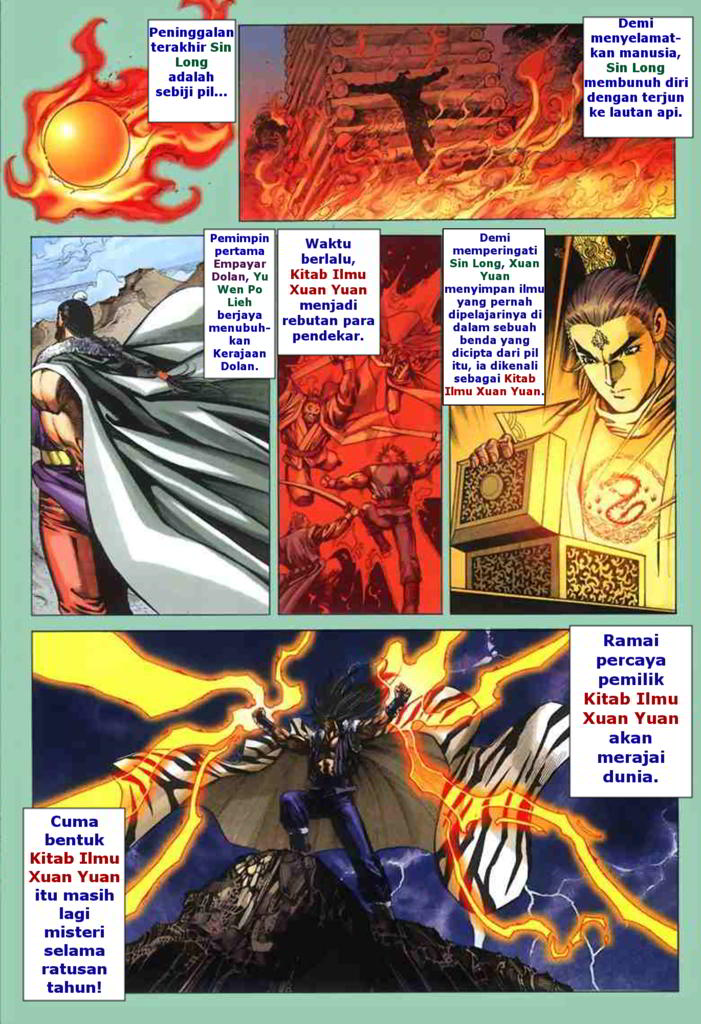 Demi
menyelamat-
kan manusia,
Sin Long
membunuh diri
dengan terjun
ke lautan api.
Peninggalan
terakhir Sin
Long
adalah
sebiji pil...
Demi
memperingati
Sin Long, Xuan
Yuan
menyimpan ilmu
yang pernah
dipelajarinya di
dalam sebuah
benda yang
dicipta dari pil
itu, ia dikenali
sebagai Kitab
Ilmu Xuan Yuan.
Waktu
berlalu,
Kitab Ilmu
Xuan Yuan
menjadi
rebutan para
pendekar.
Pemimpin
pertama
Empayar
Dolan, Yu
Wen Po
Lieh
berjaya
menubuh-
kan
Kerajaan
Dolan.
Ramai
percaya
pemilik
Kitab Ilmu
Xuan Yuan
akan
merajai
dunia.
Cuma
bentuk
Kitab Ilmu
Xuan Yuan
itu masih
lagi
misteri
selama
ratusan
tahun!